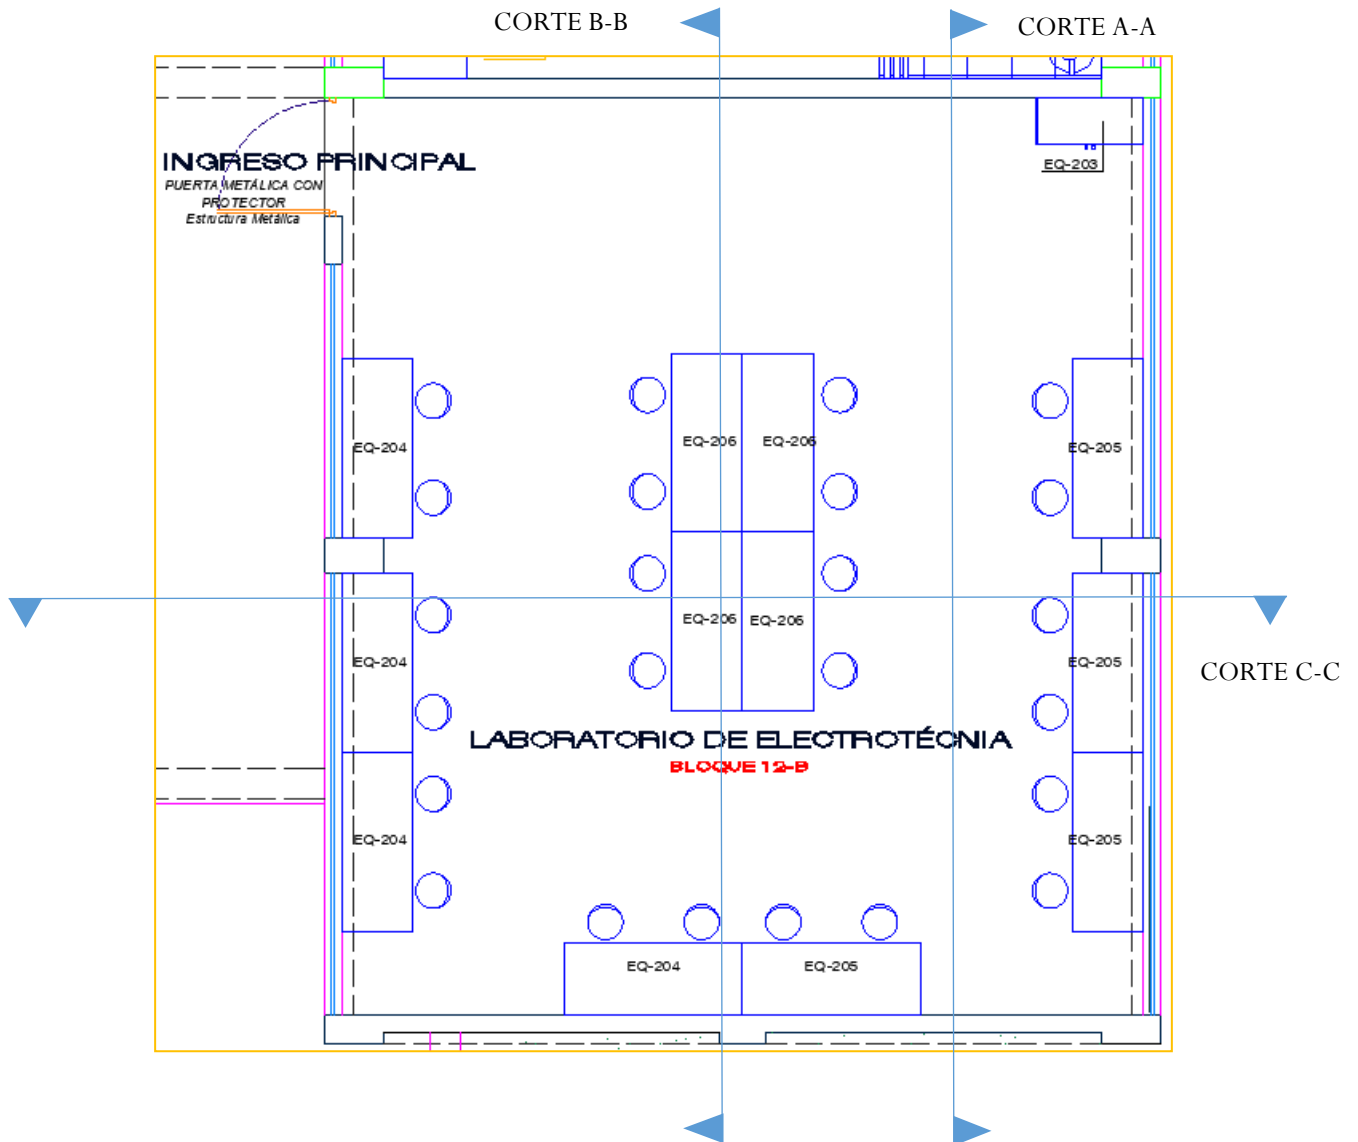 CORTE B-B
CORTE A-A
INGRESO PRINCIPAL
PUERTA METÁLICA CON
PROTECTOR
Estructura Metálica
EQ-203
EQ-204
EQ-206
EQ-206
EQ-205
EQ-206
EQ-206
EQ-204
EQ-205
CORTE C-C
LABORATORIO DE ELECTROTÉCNIA
BLOQUE 12-B
EQ-204
EQ-205
EQ-204
EQ-205